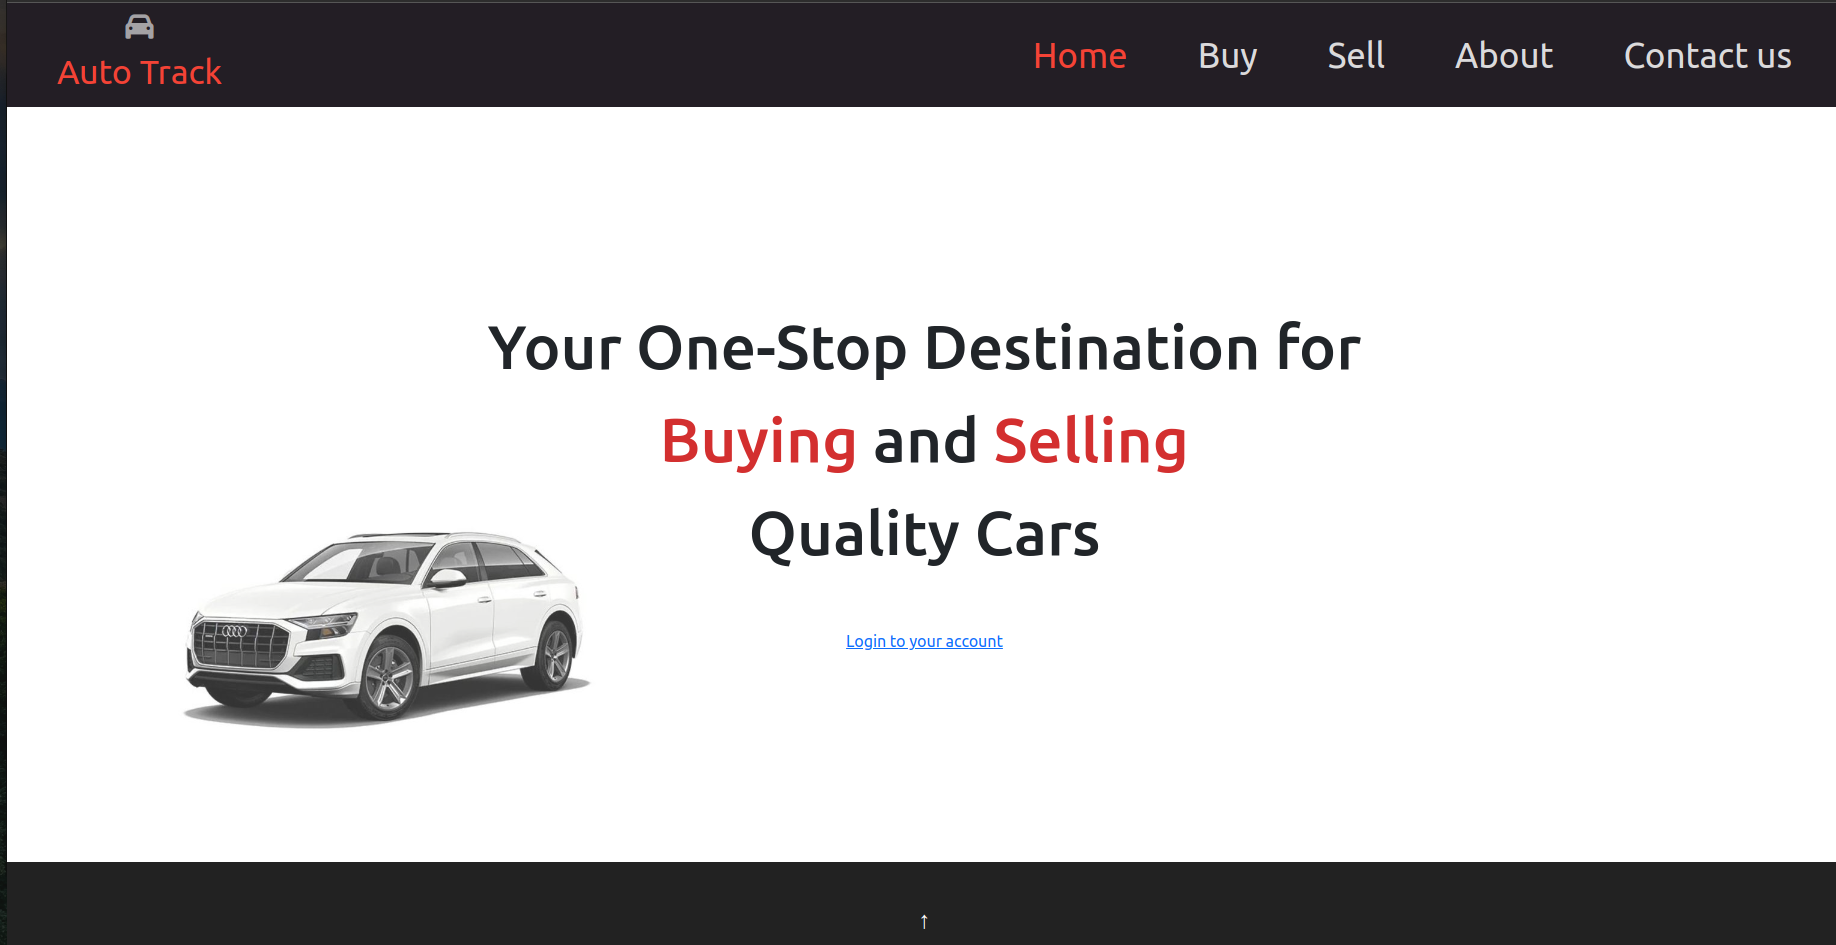 Auto Track
Home Buy Sell About Contact us
Your One-Stop Destination for
Buying and Selling
Quality Cars
Login to your account
↑